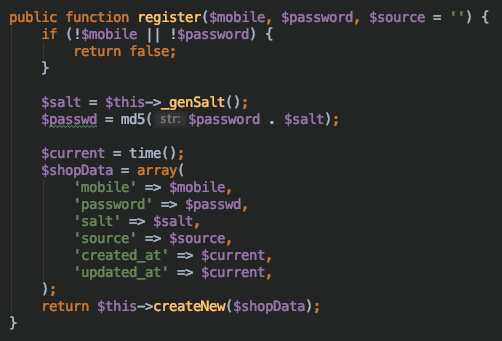 public function register($mobile, $password, $source = '') {
    if (!$mobile || !$password) {
        return false;
    }

    $salt = $this->_genSalt();
    $passwd = md5( str: $password . $salt);

    $current = time();
    $shopData = array(
        'mobile' => $mobile,
        'password' => $passwd,
        'salt' => $salt,
        'source' => $source,
        'created_at' => $current,
        'updated_at' => $current,
    );
    return $this->createNew($shopData);
}